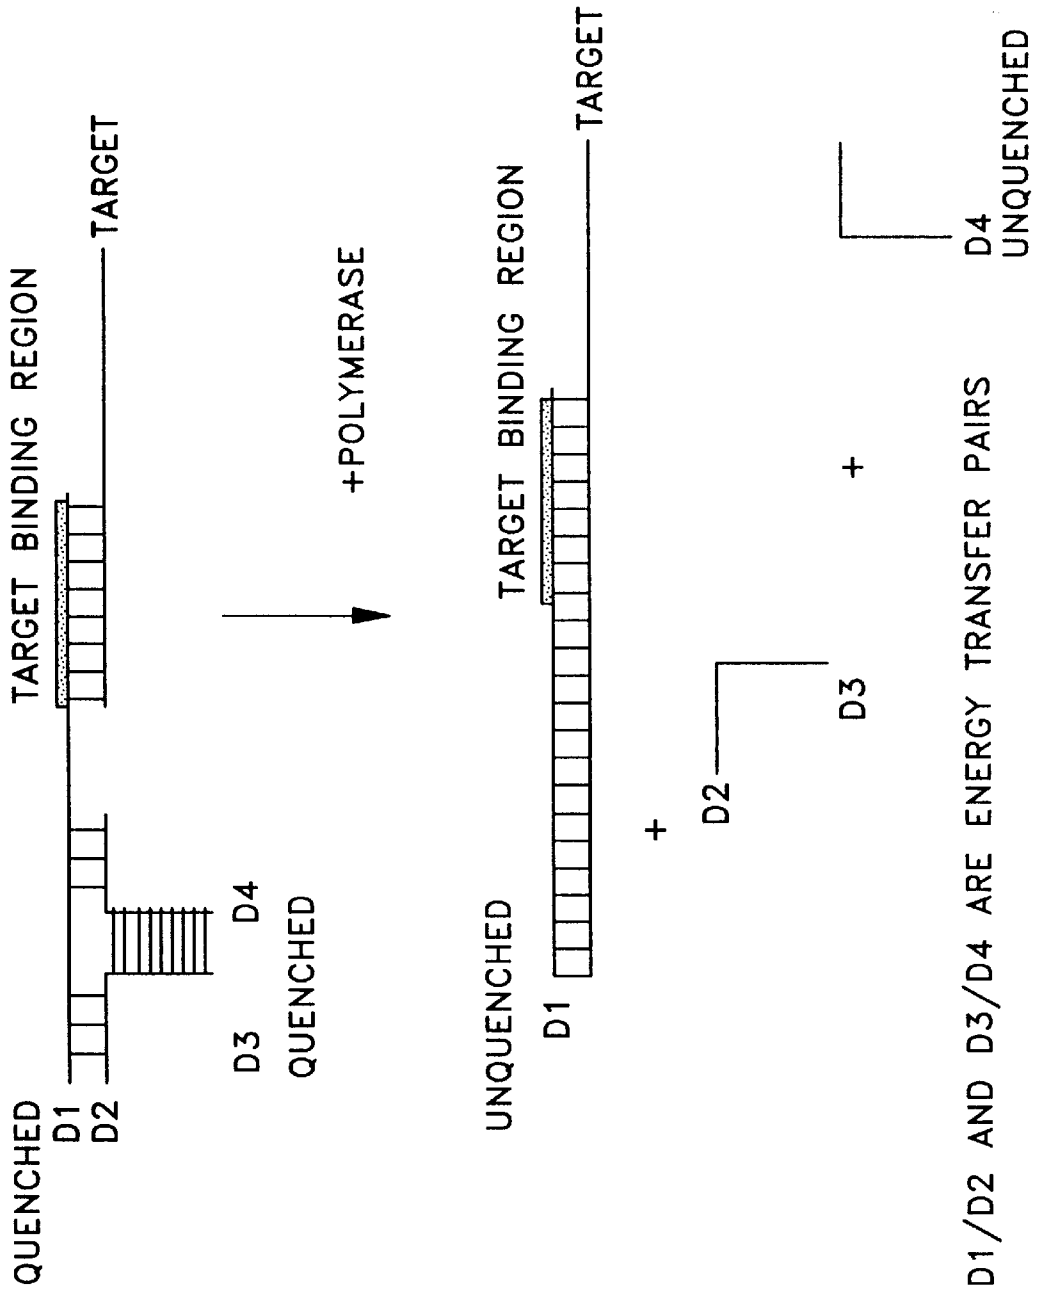 TARGET BINDING REGION
QUENCHED
D1
D2
TARGET
D3
D4
QUENCHED
+POLYMERASE
TARGET BINDING REGION
UNQUENCHED
D1
TARGET
+
D2
D3
+
D4
UNQUENCHED
D1/D2 AND D3/D4 ARE ENERGY TRANSFER PAIRS